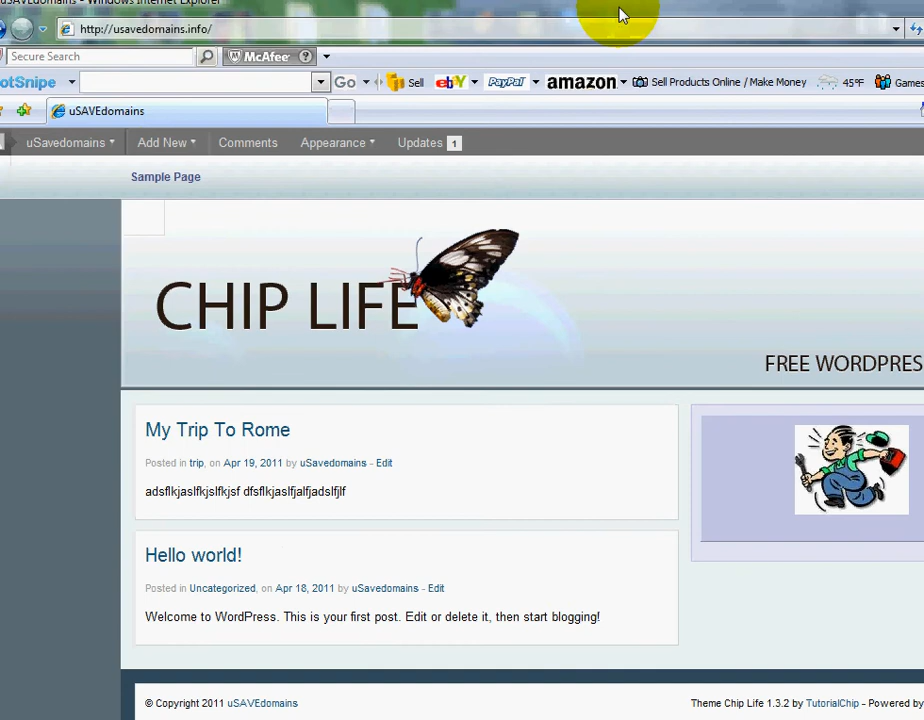 uSAVEdomains - Windows Internet Explorer
http://usavedomains.info/
Secure Search McAfee
otSnipe Go Sell ebY PayPal amazon Sell Products Online / Make Money 45°F Games
uSAVEdomains
uSavedomains Add New Comments Appearance Updates 1
Sample Page
CHIP LIFE
FREE WORDPRES
My Trip To Rome
Posted in trip, on Apr 19, 2011 by uSavedomains - Edit
adsflkjaslfkjslfkjsf dfsflkjaslfjalfjadslfjlf
Hello world!
Posted in Uncategorized, on Apr 18, 2011 by uSavedomains - Edit
Welcome to WordPress. This is your first post. Edit or delete it, then start blogging!
© Copyright 2011 uSAVEdomains
Theme Chip Life 1.3.2 by TutorialChip - Powered by